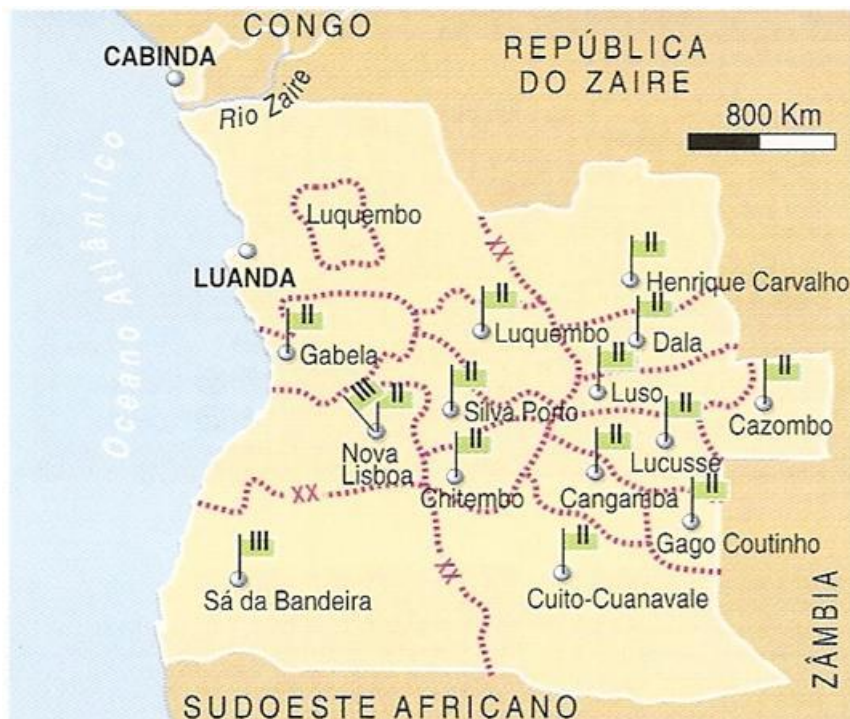 CONGO
CABINDA
REPÚBLICA
DO ZAIRE
Rio Zaire
800 Km
Oceano Atlântico
Luquembo
XX
LUANDA
II
Henrique Carvalho
II
II
II
Luquembo
Dala
Gabela
II
Luso
II
III
II
II
II
Silva Porto
Cazombo
Nova
Lisboa
II
II
Lucusse
Chitembo
Cangamba
II
XX
Gago Coutinho
III
II
XX
Sá da Bandeira
Cuito-Cuanavale
ZÂMBIA
SUDOESTE AFRICANO